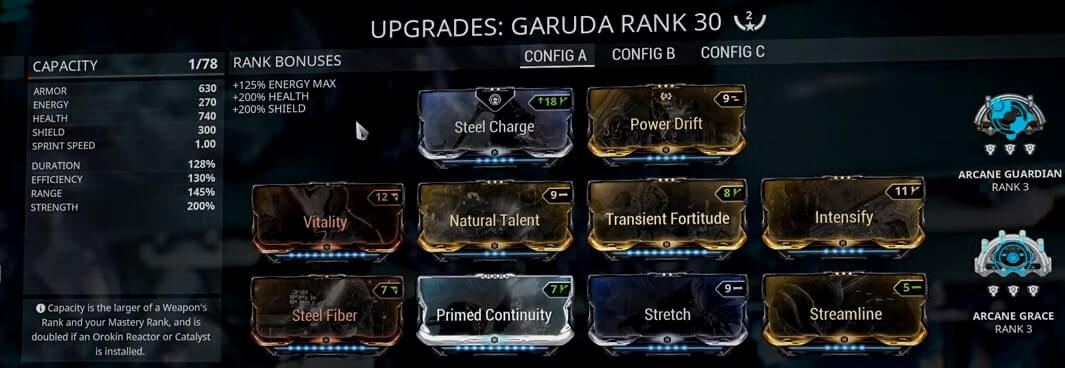 UPGRADES: GARUDA RANK 30 2
CONFIG A CONFIG B CONFIG C
CAPACITY 1/78
ARMOR 630
ENERGY 270
HEALTH 740
SHIELD 300
SPRINT SPEED 1.00
DURATION 128%
EFFICIENCY 130%
RANGE 145%
STRENGTH 200%
Capacity is the larger of a Weapon's
Rank and your Mastery Rank, and is
doubled if an Orokin Reactor or Catalyst
is installed.
RANK BONUSES
+125% ENERGY MAX
+200% HEALTH
+200% SHIELD
18
Steel Charge
9
Power Drift
12
Vitality
9
Natural Talent
8
Transient Fortitude
11
Intensify
7
Steel Fiber
7
Primed Continuity
9
Stretch
5
Streamline
ARCANE GUARDIAN
RANK 3
ARCANE GRACE
RANK 3